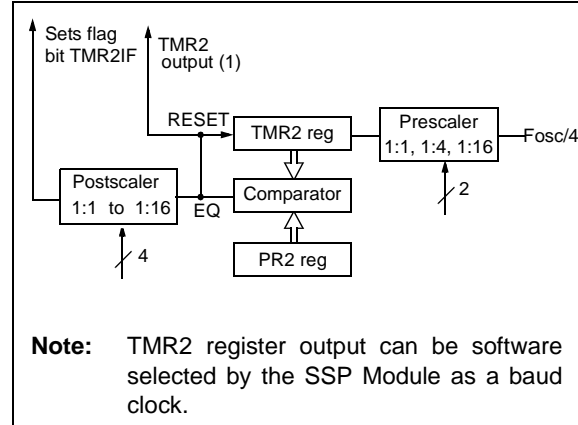 Sets flag
bit TMR2IF
TMR2
output (1)
RESET
TMR2 reg
Prescaler
1:1, 1:4, 1:16
Fosc/4
2
Postscaler
1:1 to 1:16
EQ
Comparator
4
PR2 reg
Note: TMR2 register output can be software
selected by the SSP Module as a baud
clock.